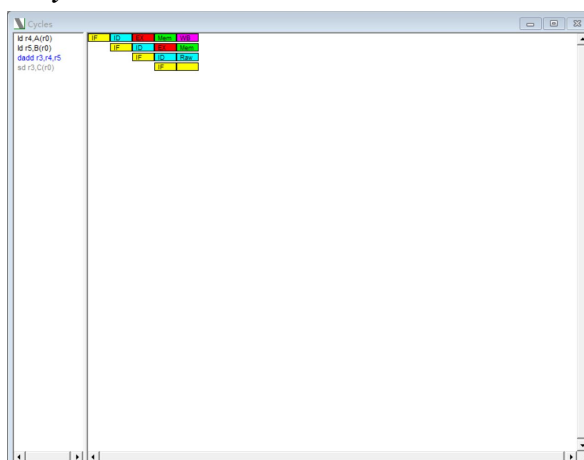 Cycles
ld r4,A(r0) IF ID EX Mem WB
ld r5,B(r0) IF ID EX Mem
dadd r3,r4,r5 IF ID Raw
sd r3,C(r0) IF